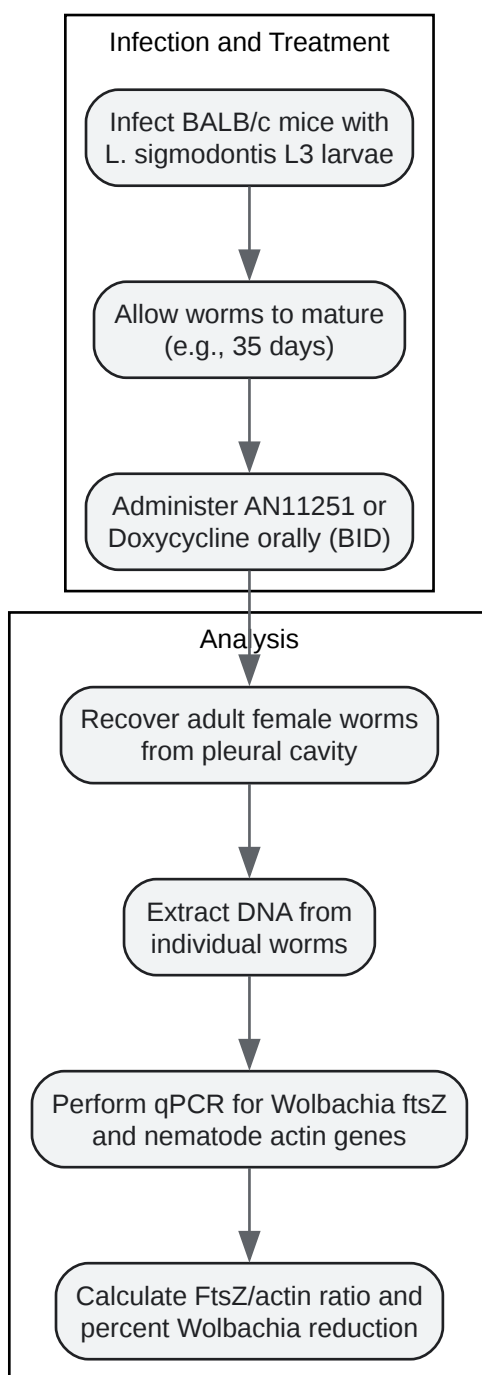 Infection and Treatment
Infect BALB/c mice with
L. sigmodontis L3 larvae
Allow worms to mature
(e.g., 35 days)
Administer AN11251 or
Doxycycline orally (BID)
Analysis
Recover adult female worms
from pleural cavity
Extract DNA from
individual worms
Perform qPCR for Wolbachia ftsZ
and nematode actin genes
Calculate FtsZ/actin ratio and
percent Wolbachia reduction